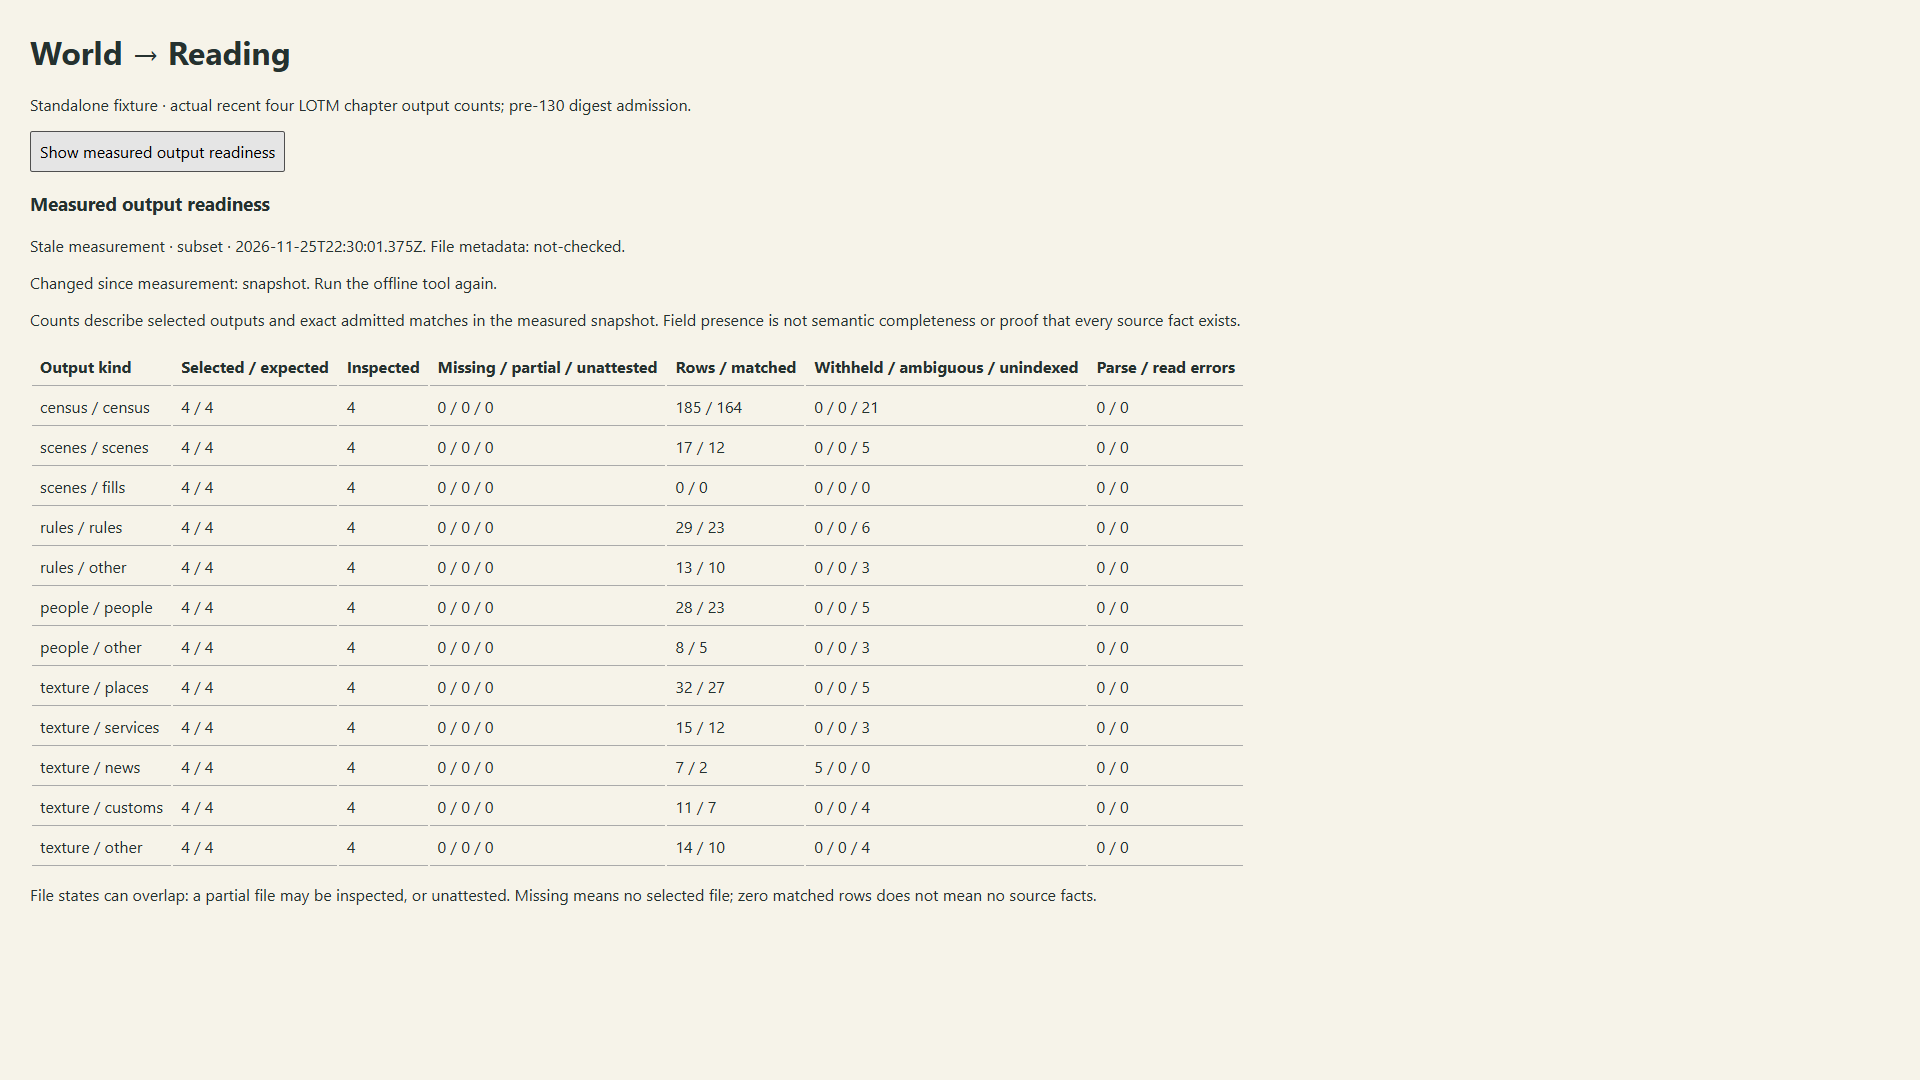 World → Reading
Standalone fixture · actual recent four LOTM chapter output counts; pre-130 digest admission.
Show measured output readiness
Measured output readiness
Stale measurement · subset · 2026-11-25T22:30:01.375Z. File metadata: not-checked.
Changed since measurement: snapshot. Run the offline tool again.
Counts describe selected outputs and exact admitted matches in the measured snapshot. Field presence is not semantic completeness or proof that every source fact exists.
Output kind Selected / expected Inspected Missing / partial / unattested Rows / matched Withheld / ambiguous / unindexed Parse / read errors
census / census 4 / 4 4 0 / 0 / 0 185 / 164 0 / 0 / 21 0 / 0
scenes / scenes 4 / 4 4 0 / 0 / 0 17 / 12 0 / 0 / 5 0 / 0
scenes / fills 4 / 4 4 0 / 0 / 0 0 / 0 0 / 0 / 0 0 / 0
rules / rules 4 / 4 4 0 / 0 / 0 29 / 23 0 / 0 / 6 0 / 0
rules / other 4 / 4 4 0 / 0 / 0 13 / 10 0 / 0 / 3 0 / 0
people / people 4 / 4 4 0 / 0 / 0 28 / 23 0 / 0 / 5 0 / 0
people / other 4 / 4 4 0 / 0 / 0 8 / 5 0 / 0 / 3 0 / 0
texture / places 4 / 4 4 0 / 0 / 0 32 / 27 0 / 0 / 5 0 / 0
texture / services 4 / 4 4 0 / 0 / 0 15 / 12 0 / 0 / 3 0 / 0
texture / news 4 / 4 4 0 / 0 / 0 7 / 2 5 / 0 / 0 0 / 0
texture / customs 4 / 4 4 0 / 0 / 0 11 / 7 0 / 0 / 4 0 / 0
texture / other 4 / 4 4 0 / 0 / 0 14 / 10 0 / 0 / 4 0 / 0
File states can overlap: a partial file may be inspected, or unattested. Missing means no selected file; zero matched rows does not mean no source facts.